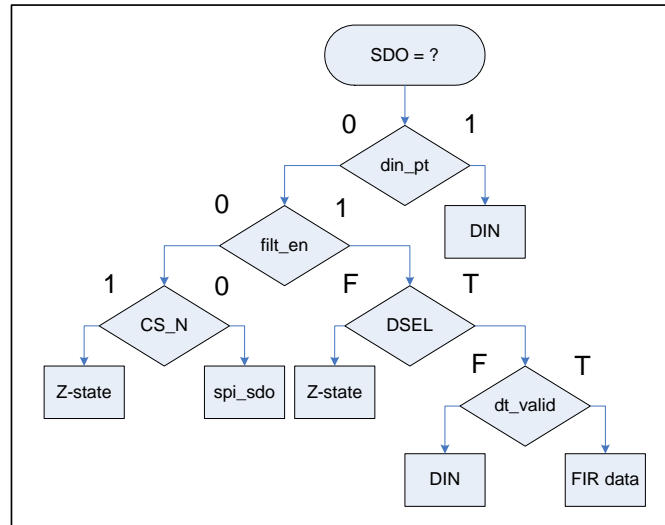 SDO = ?
0 1
din_pt
0 1
DIN
filt_en
1 0
F T
CS_N
DSEL
F T
Z-state
spi_sdo
Z-state
dt_valid
DIN
FIR data